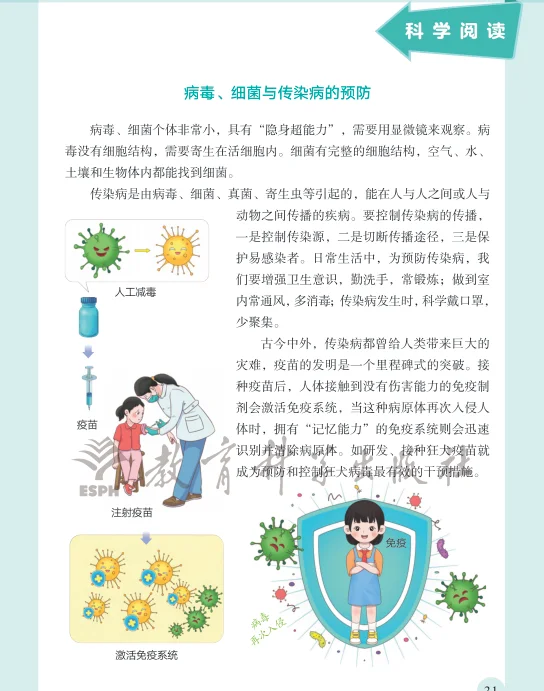 科学阅读
病毒、细菌与传染病的预防
病毒、细菌个体非常小，具有“隐身超能力”，需要用显微镜来观察。病
毒没有细胞结构，需要寄生在活细胞内。细菌有完整的细胞结构，空气、水、
土壤和生物体内都能找到细菌。
传染病是由病毒、细菌、真菌、寄生虫等引起的，能在人与人之间或人与
动物之间传播的疾病。要控制传染病的传播，
一是控制传染源，二是切断传播途径，三是保
护易感染者。日常生活中，为预防传染病，我
们要增强卫生意识，勤洗手，常锻炼；做到室
内常通风，多消毒；传染病发生时，科学戴口罩，
少聚集。
古今中外，传染病都曾给人类带来巨大的
灾难，疫苗的发明是一个里程碑式的突破。接
种疫苗后，人体接触到没有伤害能力的免疫制
剂会激活免疫系统，当这种病原体再次入侵人
体时，拥有“记忆能力”的免疫系统则会迅速
识别并清除病原体。如研发、接种狂犬疫苗就
成为预防和控制狂犬病毒最有效的干预措施。
人工减毒
疫苗
注射疫苗
激活免疫系统
免疫
病毒
再次入侵
ESPH
教育科学出版社